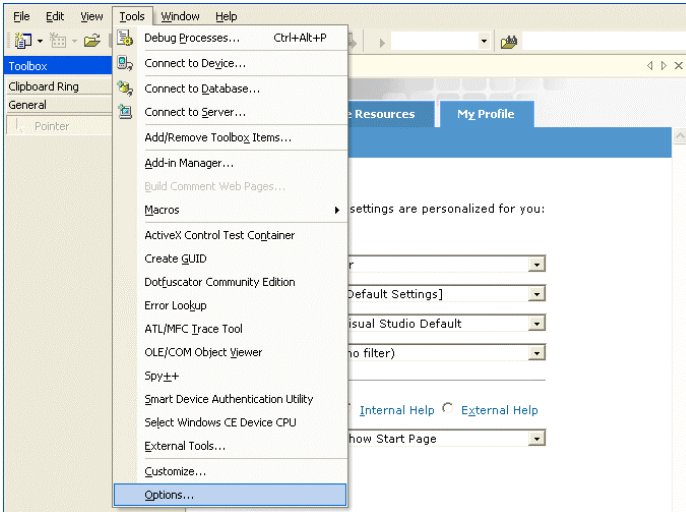 File Edit View Tools Window Help
Debug Processes... Ctrl+Alt+P
Toolbox
Connect to Device...
Clipboard Ring
Connect to Database...
General
Connect to Server...
Resources My Profile
Pointer
Add/Remove Toolbox Items...
Add-in Manager...
Build Comment Web Pages...
Macros
settings are personalized for you:
ActiveX Control Test Container
Create GUID
Dotfuscator Community Edition
Default Settings]
Error Lookup
ATL/MFC Trace Tool
isual Studio Default
OLE/COM Object Viewer
no filter)
Spy++
Smart Device Authentication Utility
Internal Help External Help
Select Windows CE Device CPU
External Tools...
how Start Page
Customize...
Options...